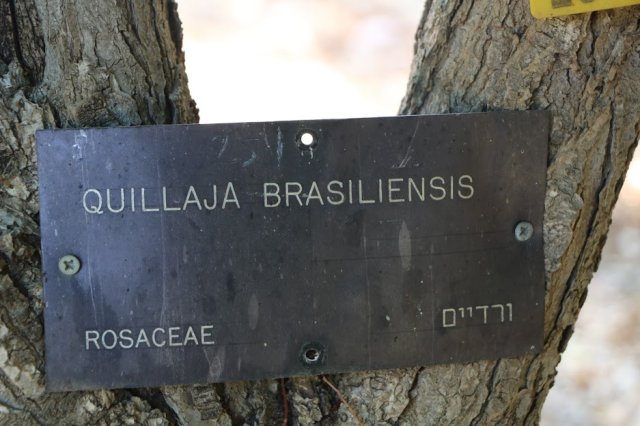 QUILLAJA BRASILIENSIS
ROSACEAE
ורדיים